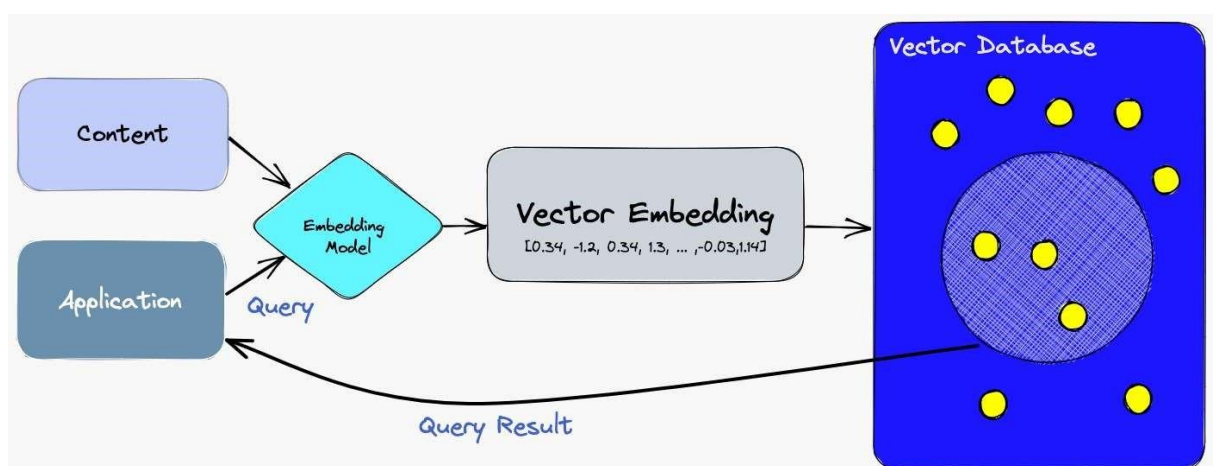 Vector Database
Content
Embedding
Model
Vector Embedding
[0.34, -1.2, 0.34, 1.3, ... ,-0.03,1.14]
Application
Query
Query Result